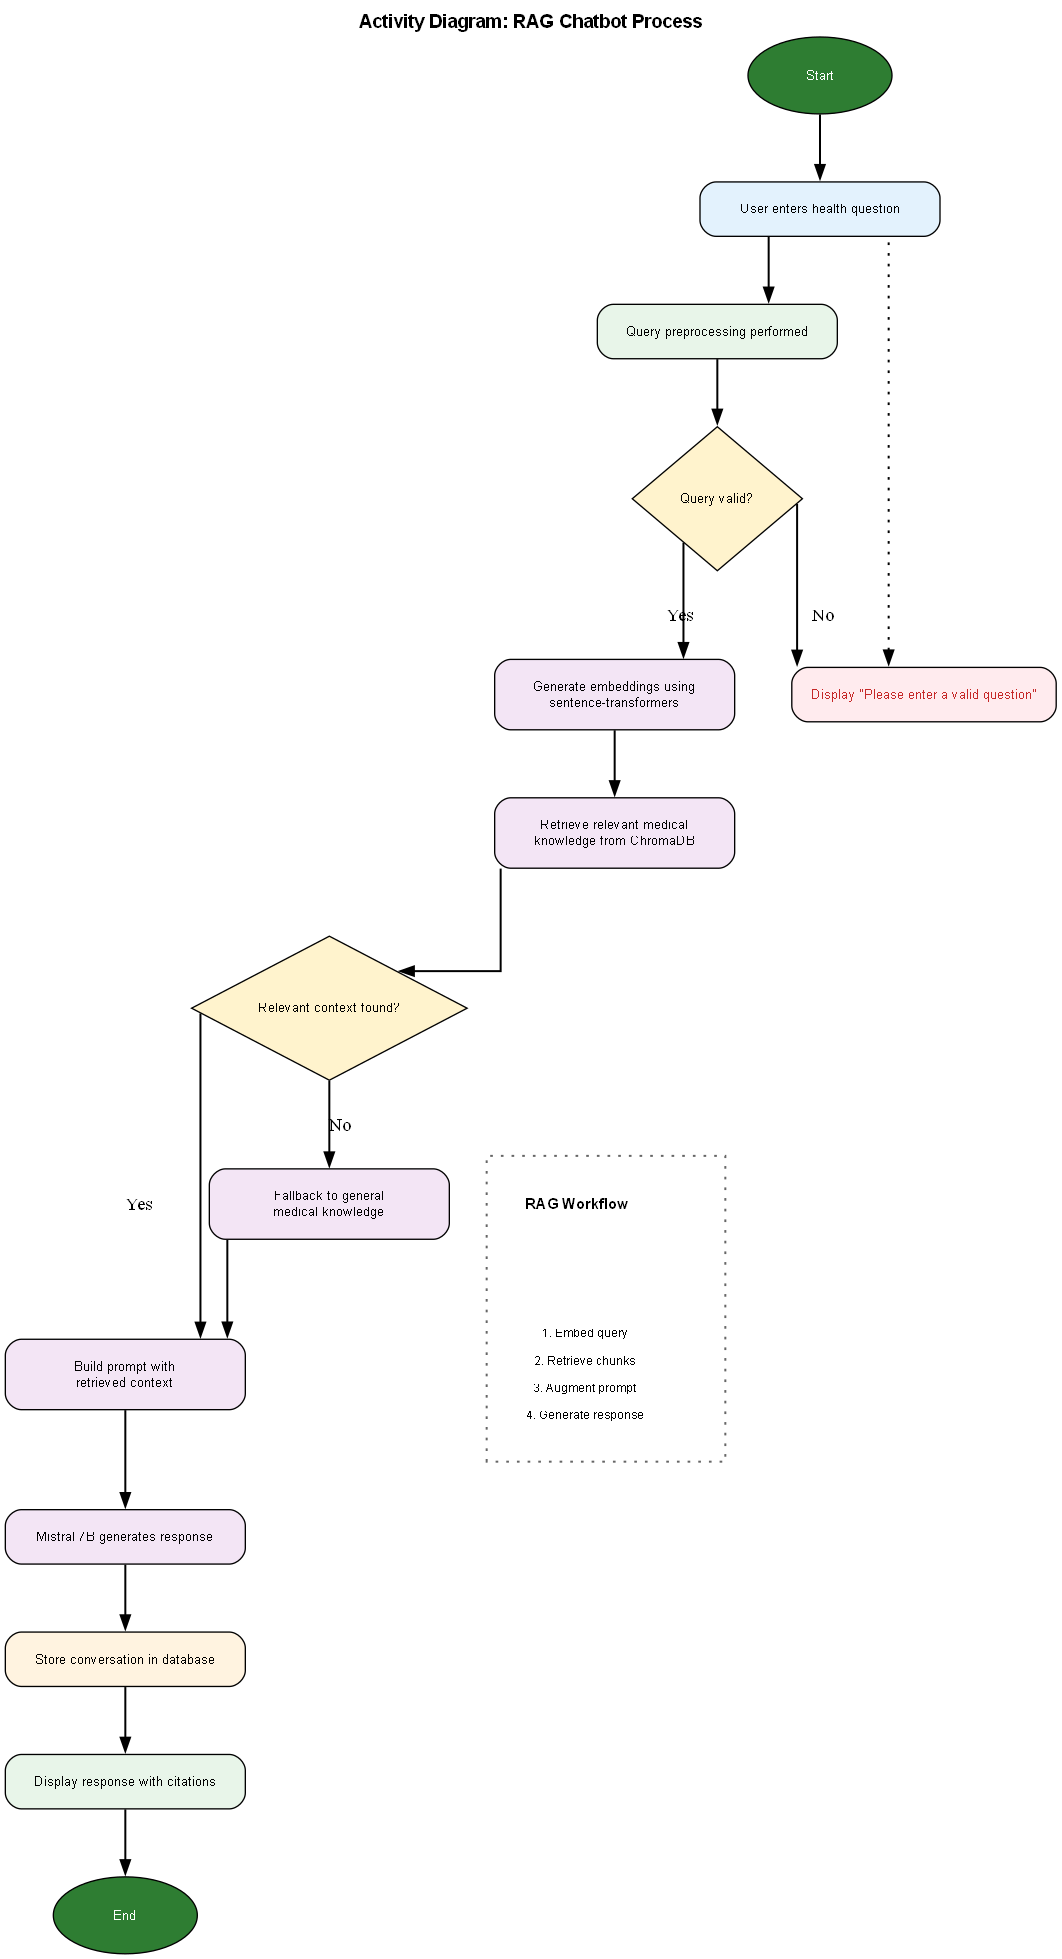 Activity Diagram: RAG Chatbot Process
Start
User enters health question
Query preprocessing performed
Query valid?
Yes
No
Generate embeddings using
sentence-transformers
Display "Please enter a valid question"
Retrieve relevant medical
knowledge from ChromaDB
Relevant context found?
No
Yes
Fallback to general
medical knowledge
RAG Workflow
1. Embed query
2. Retrieve chunks
3. Augment prompt
4. Generate response
Build prompt with
retrieved context
Mistral 7B generates response
Store conversation in database
Display response with citations
End